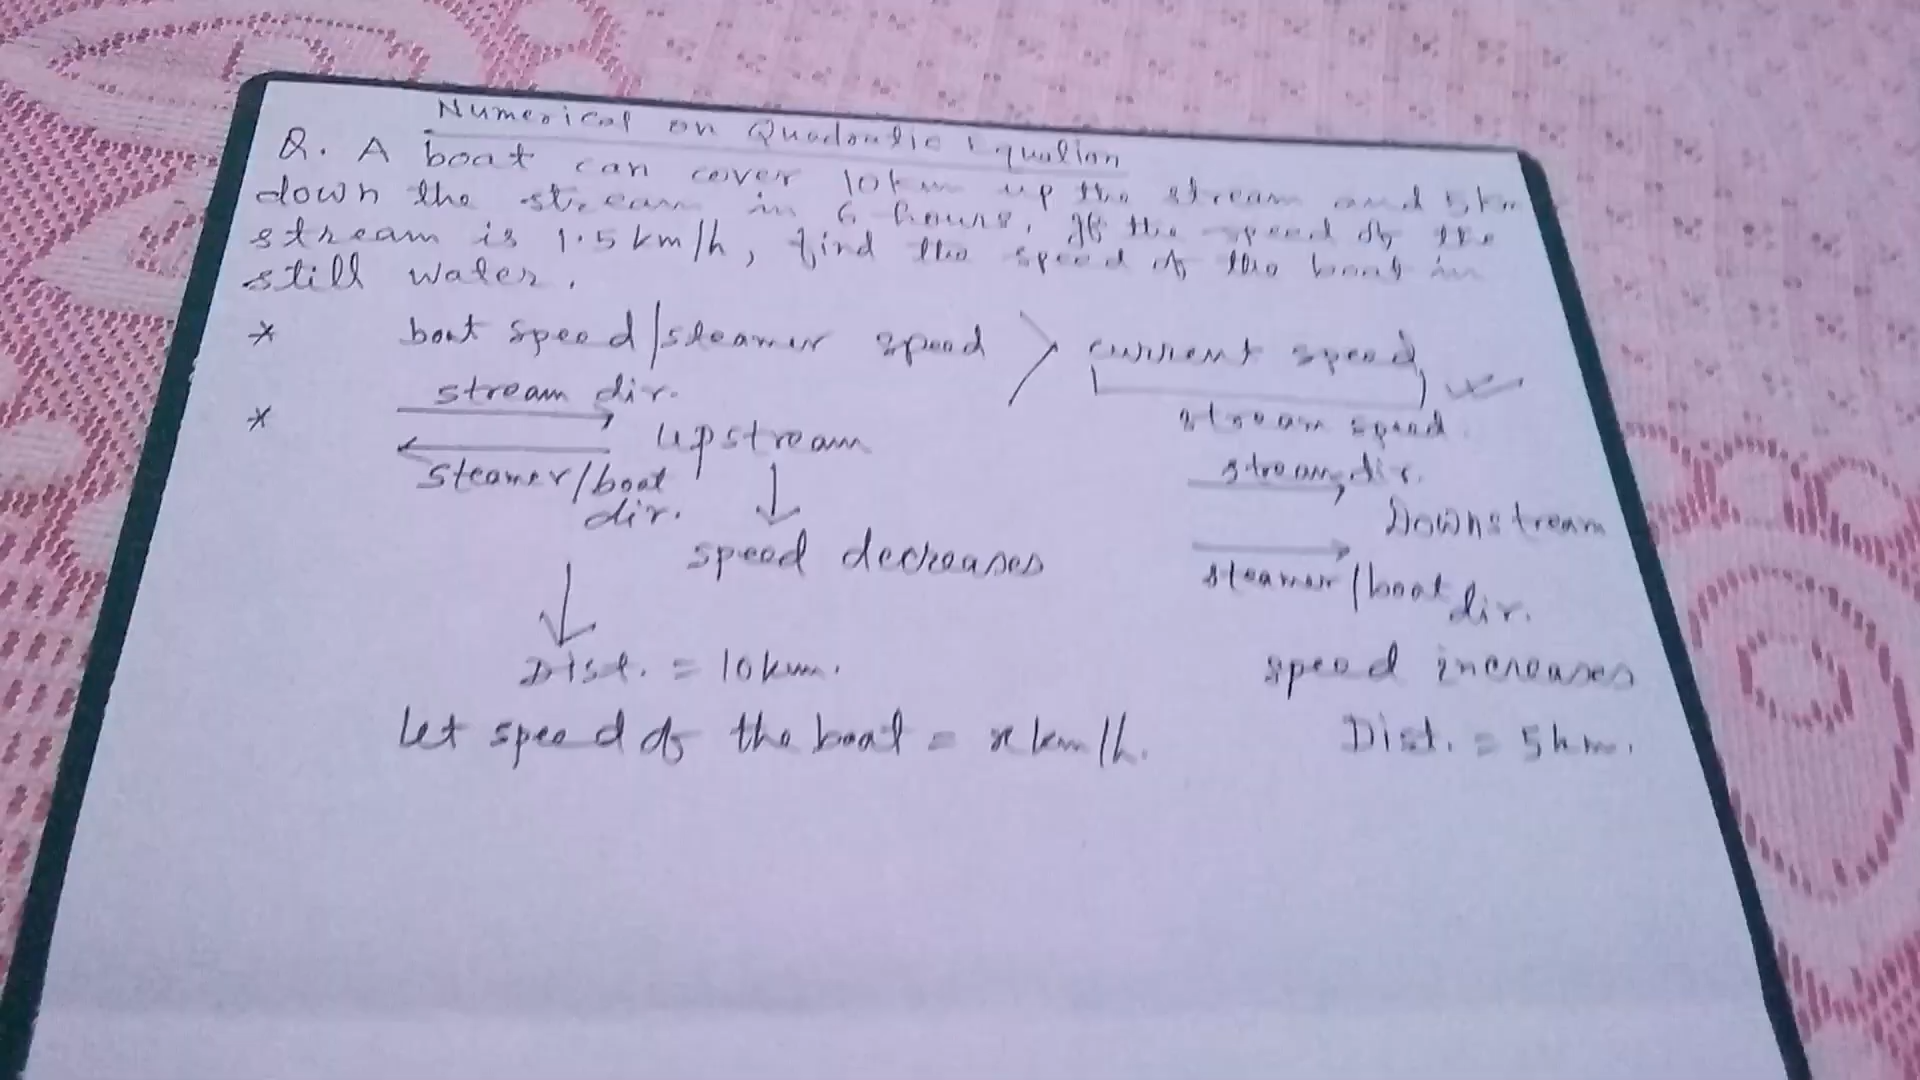 Numerical on Quadratic Equation
Q. A boat can cover 10km up the stream and 5km
down the stream in 6 hours, If the speed of the
stream is 1.5 km/h, find the speed of the boat in
still water.
* boat speed/steamer speed > current speed
stream speed
* stream dir.
upstream
steamer/boat
dir.
speed decreases
Dist. = 10km.
stream dir.
Downstream
steamer/boat dir.
speed increases
Dist. = 5km.
Let speed of the boat = x km/h.